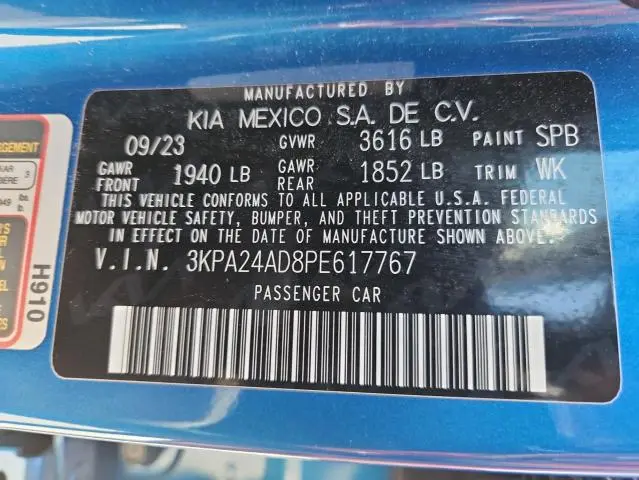 MANUFACTURED BY
KIA MEXICO S.A. DE C.V.
09/23 GVWR 3616 LB PAINT SPB
GAWR FRONT 1940 LB GAWR REAR 1852 LB TRIM WK
THIS VEHICLE CONFORMS TO ALL APPLICABLE U.S.A. FEDERAL
MOTOR VEHICLE SAFETY, BUMPER, AND THEFT PREVENTION STANDARDS
IN EFFECT ON THE DATE OF MANUFACTURE SHOWN ABOVE.
V.I.N. 3KPA24AD8PE617767
PASSENGER CAR
H910